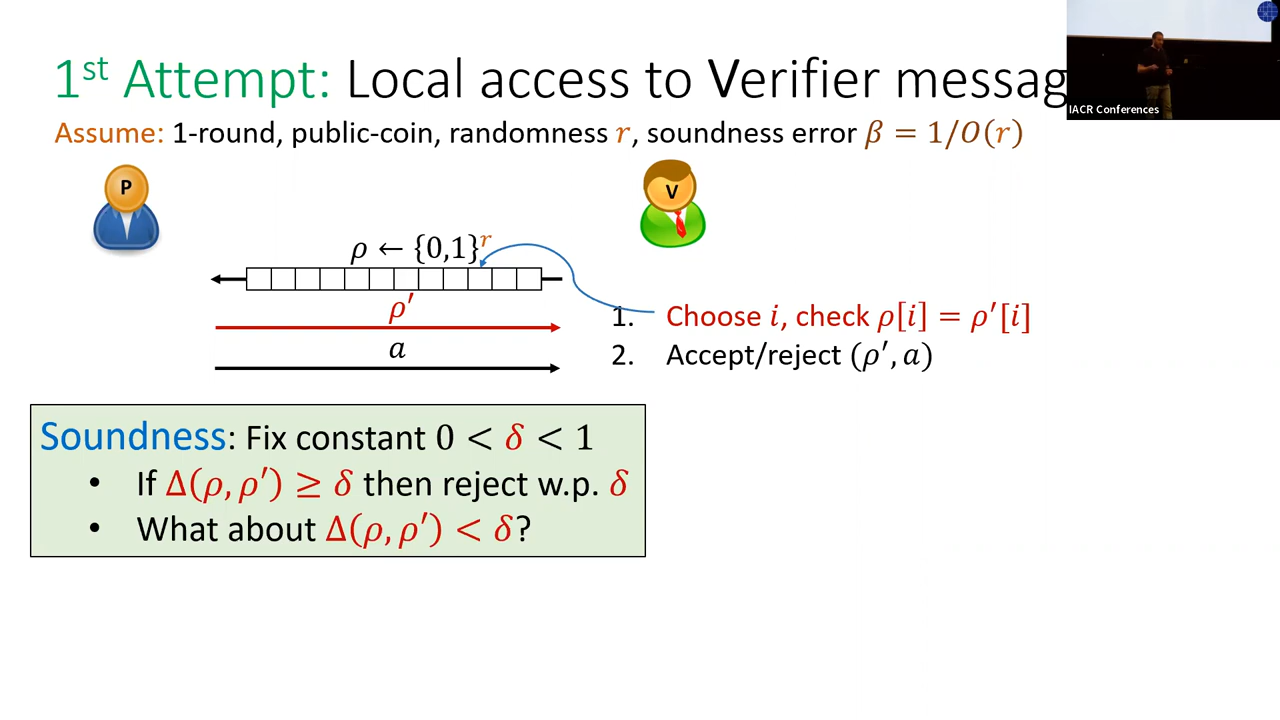 1st Attempt: Local access to Verifier messag
IACR Conferences
Assume: 1-round, public-coin, randomness r, soundness error β = 1/O(r)
P
V
ρ ← {0,1}^r
ρ′
a
1. Choose i, check ρ[i] = ρ′[i]
2. Accept/reject (ρ′, a)
Soundness: Fix constant 0 < δ < 1
• If Δ(ρ, ρ′) ≥ δ then reject w.p. δ
• What about Δ(ρ, ρ′) < δ?